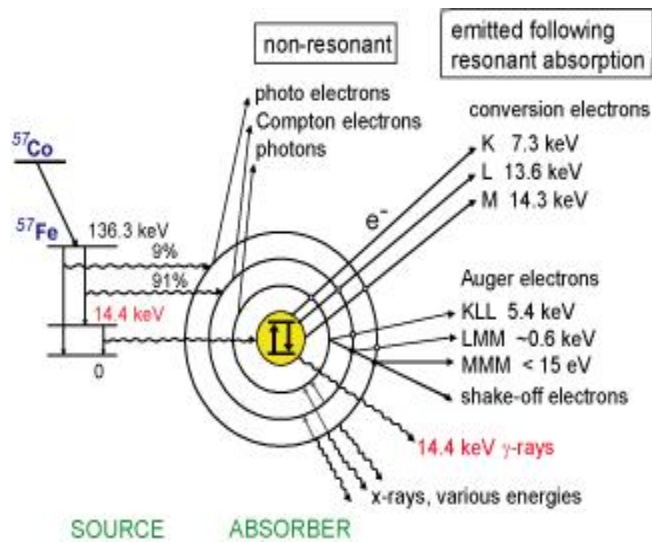 non-resonant
emitted following
resonant absorption
photo electrons
Compton electrons
photons
conversion electrons
K 7.3 keV
L 13.6 keV
M 14.3 keV
e⁻
⁵⁷Co
⁵⁷Fe
136.3 keV
9%
91%
14.4 keV
0
Auger electrons
KLL 5.4 keV
LMM ~0.6 keV
MMM < 15 eV
shake-off electrons
14.4 keV γ-rays
x-rays, various energies
SOURCE
ABSORBER